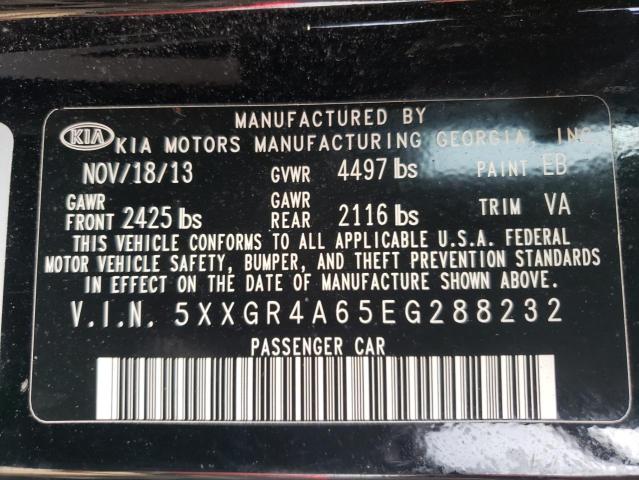 MANUFACTURED BY
KIA KIA MOTORS MANUFACTURING GEORGIA, INC
NOV/18/13 GVWR 4497 lbs PAINT EB
GAWR FRONT 2425 lbs GAWR REAR 2116 lbs TRIM VA
THIS VEHICLE CONFORMS TO ALL APPLICABLE U.S.A. FEDERAL
MOTOR VEHICLE SAFETY, BUMPER, AND THEFT PREVENTION STANDARDS
IN EFFECT ON THE DATE OF MANUFACTURE SHOWN ABOVE.
V.I.N. 5XXGR4A65EG288232
PASSENGER CAR